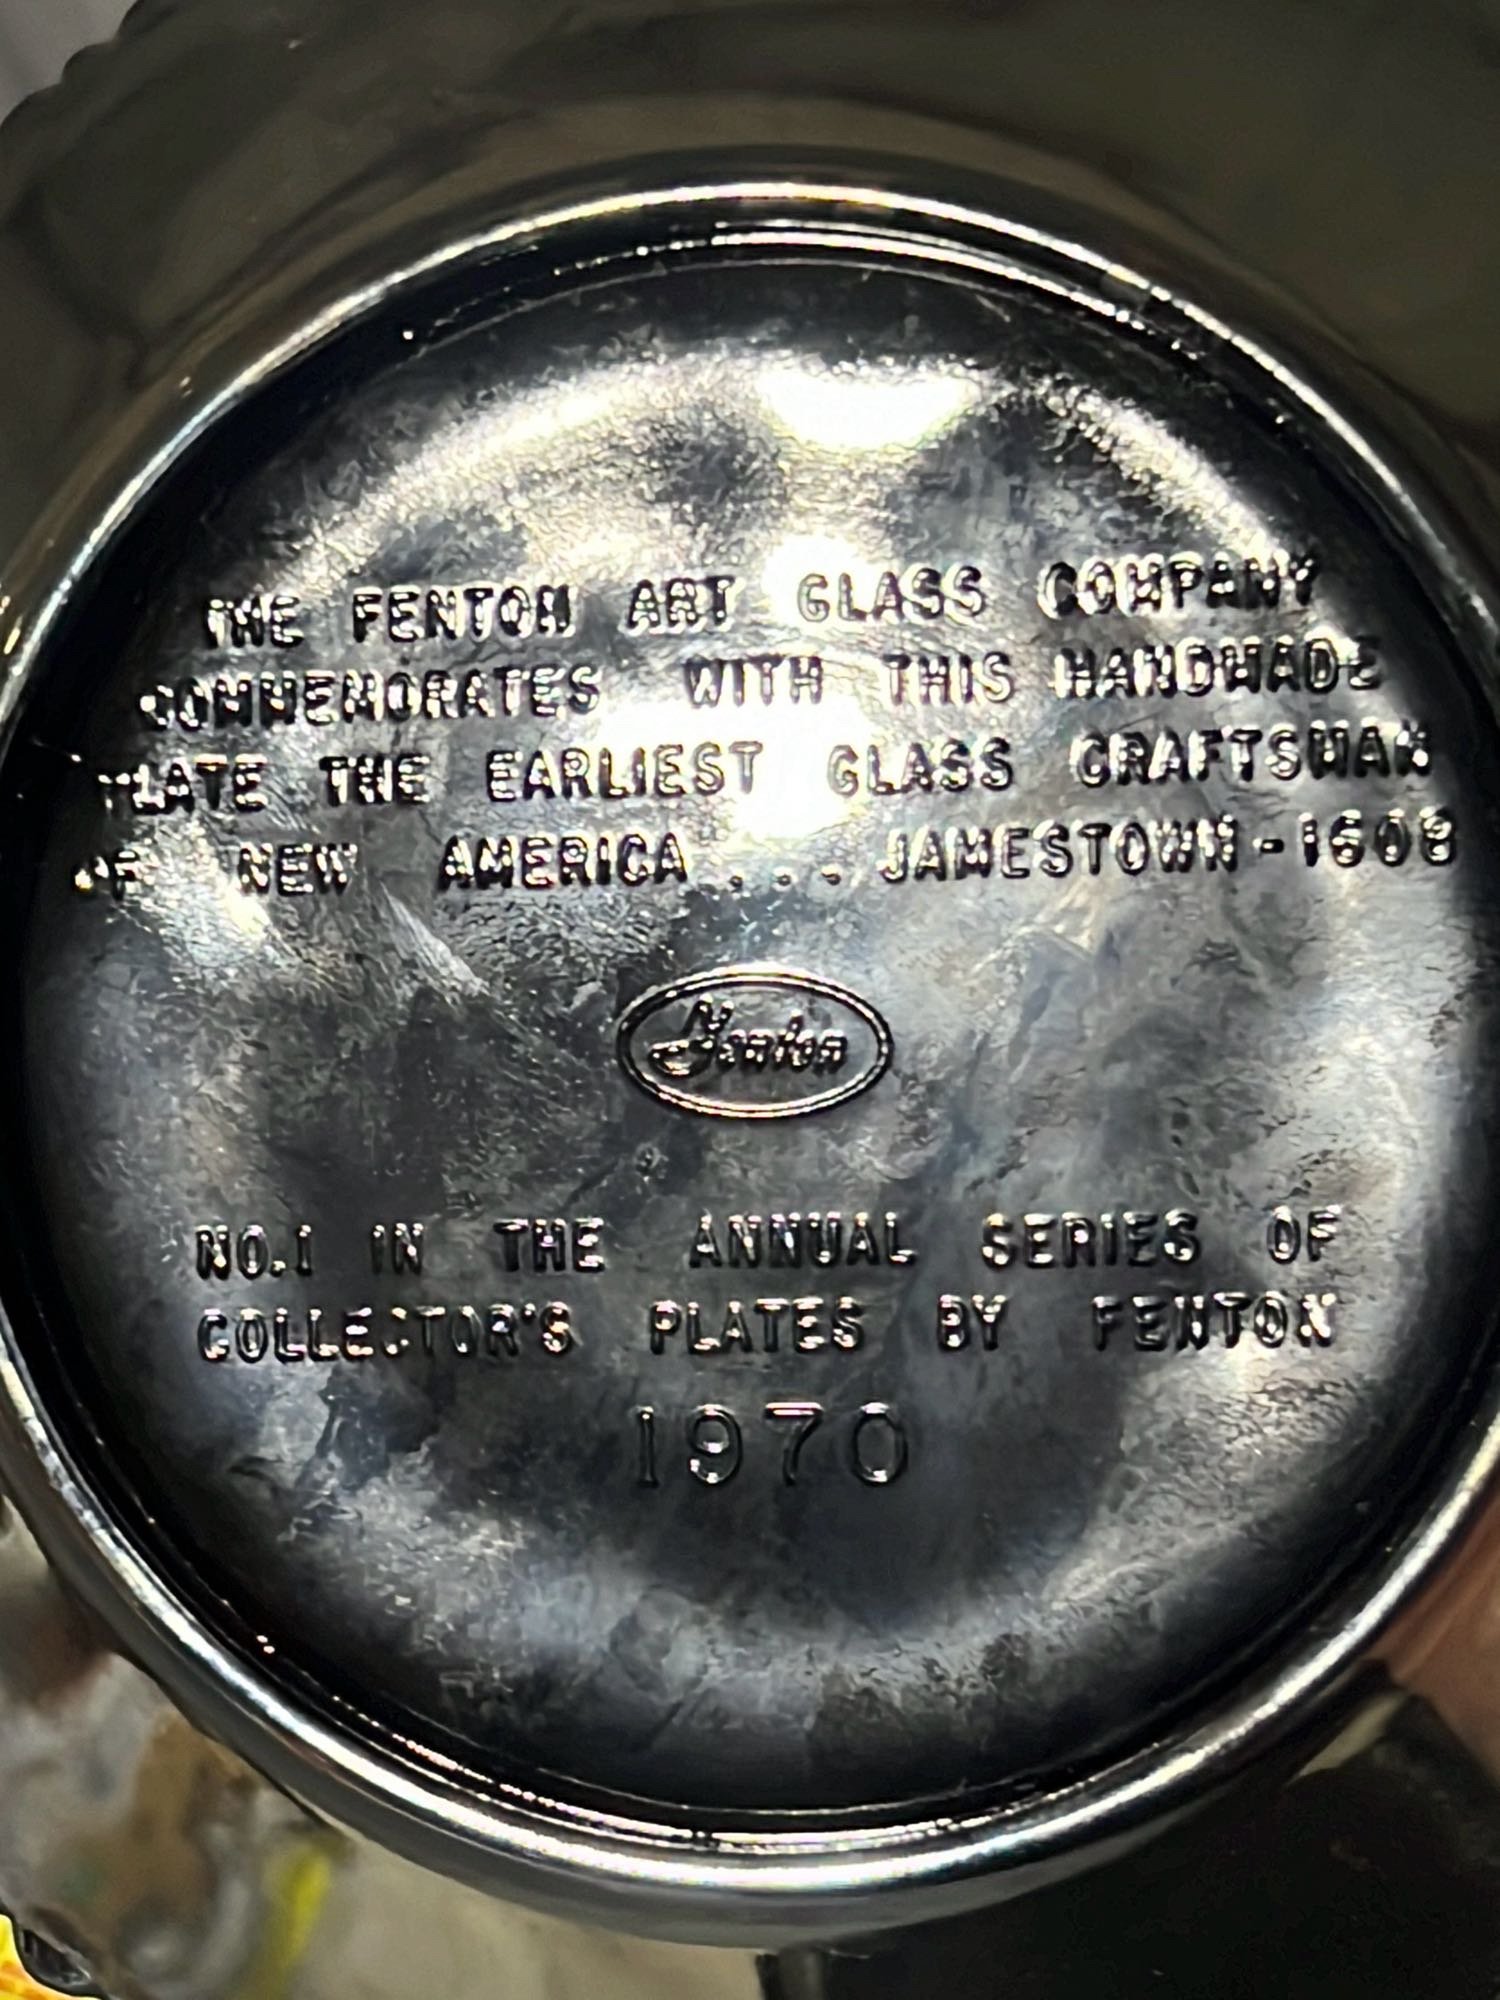 THE FENTON ART GLASS COMPANY
COMMEMORATES WITH THIS HANDMADE
PLATE THE EARLIEST GLASS CRAFTSMAN
OF NEW AMERICA . . . JAMESTOWN-1608
Fenton
NO.1 IN THE ANNUAL SERIES OF
COLLECTOR'S PLATES BY FENTON
1970